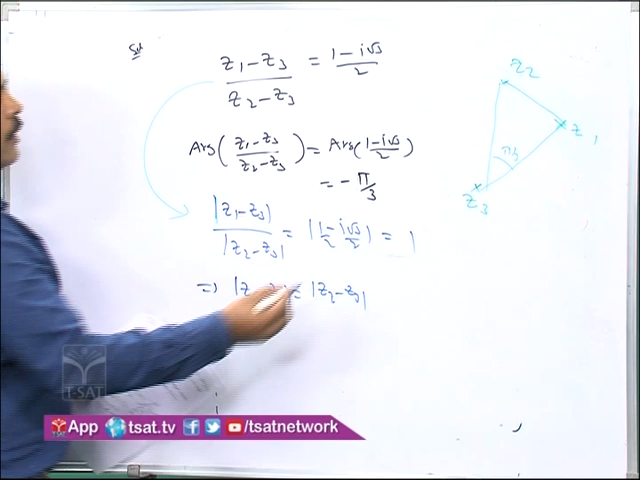 Sol
z₁-z₃ / z₂-z₃ = 1-i√3 / 2
Arg(z₁-z₃ / z₂-z₃) = Arg(1-i√3 / 2)
= -π/3
|z₁-z₃| / |z₂-z₃| = |1/2 - i√3/2| = 1
⇒ |z = |z₂-z₃|
z₂
z₁
π/3
z₃
T-SAT
App tsat.tv /tsatnetwork